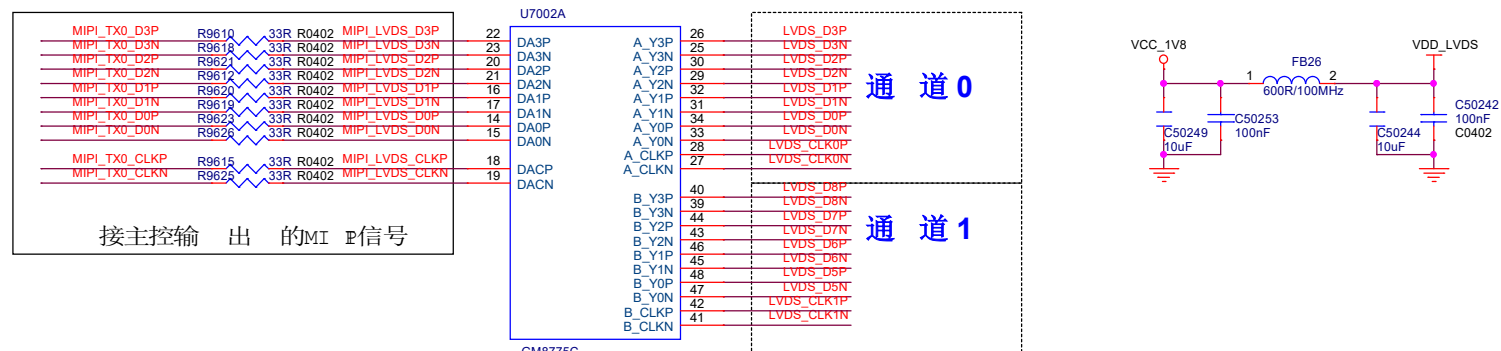 U7002A
MIPI_TX0_D3P R9610 33R R0402 MIPI_LVDS_D3P 22 DA3P
MIPI_TX0_D3N R9618 33R R0402 MIPI_LVDS_D3N 23 DA3N
MIPI_TX0_D2P R9621 33R R0402 MIPI_LVDS_D2P 20 DA2P
MIPI_TX0_D2N R9612 33R R0402 MIPI_LVDS_D2N 21 DA2N
MIPI_TX0_D1P R9620 33R R0402 MIPI_LVDS_D1P 16 DA1P
MIPI_TX0_D1N R9619 33R R0402 MIPI_LVDS_D1N 17 DA1N
MIPI_TX0_D0P R9623 33R R0402 MIPI_LVDS_D0P 14 DA0P
MIPI_TX0_D0N R9626 33R R0402 MIPI_LVDS_D0N 15 DA0N
MIPI_TX0_CLKP R9615 33R R0402 MIPI_LVDS_CLKP 18 DACP
MIPI_TX0_CLKN R9625 33R R0402 MIPI_LVDS_CLKN 19 DACN
接主控输 出 的MI P信号
A_Y3P 26 LVDS_D3P
A_Y3N 25 LVDS_D3N
A_Y2P 30 LVDS_D2P
A_Y2N 29 LVDS_D2N
A_Y1P 32 LVDS_D1P
A_Y1N 31 LVDS_D1N
A_Y0P 34 LVDS_D0P
A_Y0N 33 LVDS_D0N
A_CLKP 28 LVDS_CLK0P
A_CLKN 27 LVDS_CLK0N
通 道0
B_Y3P 40 LVDS_D8P
B_Y3N 39 LVDS_D8N
B_Y2P 44 LVDS_D7P
B_Y2N 43 LVDS_D7N
B_Y1P 46 LVDS_D6P
B_Y1N 45 LVDS_D6N
B_Y0P 48 LVDS_D5P
B_Y0N 47 LVDS_D5N
B_CLKP 42 LVDS_CLK1P
B_CLKN 41 LVDS_CLK1N
通 道1
GM8775C
VCC_1V8
VDD_LVDS
FB26
1 2
600R/100MHz
C50249
10uF
C50253
100nF
C50244
10uF
C50242
100nF
C0402